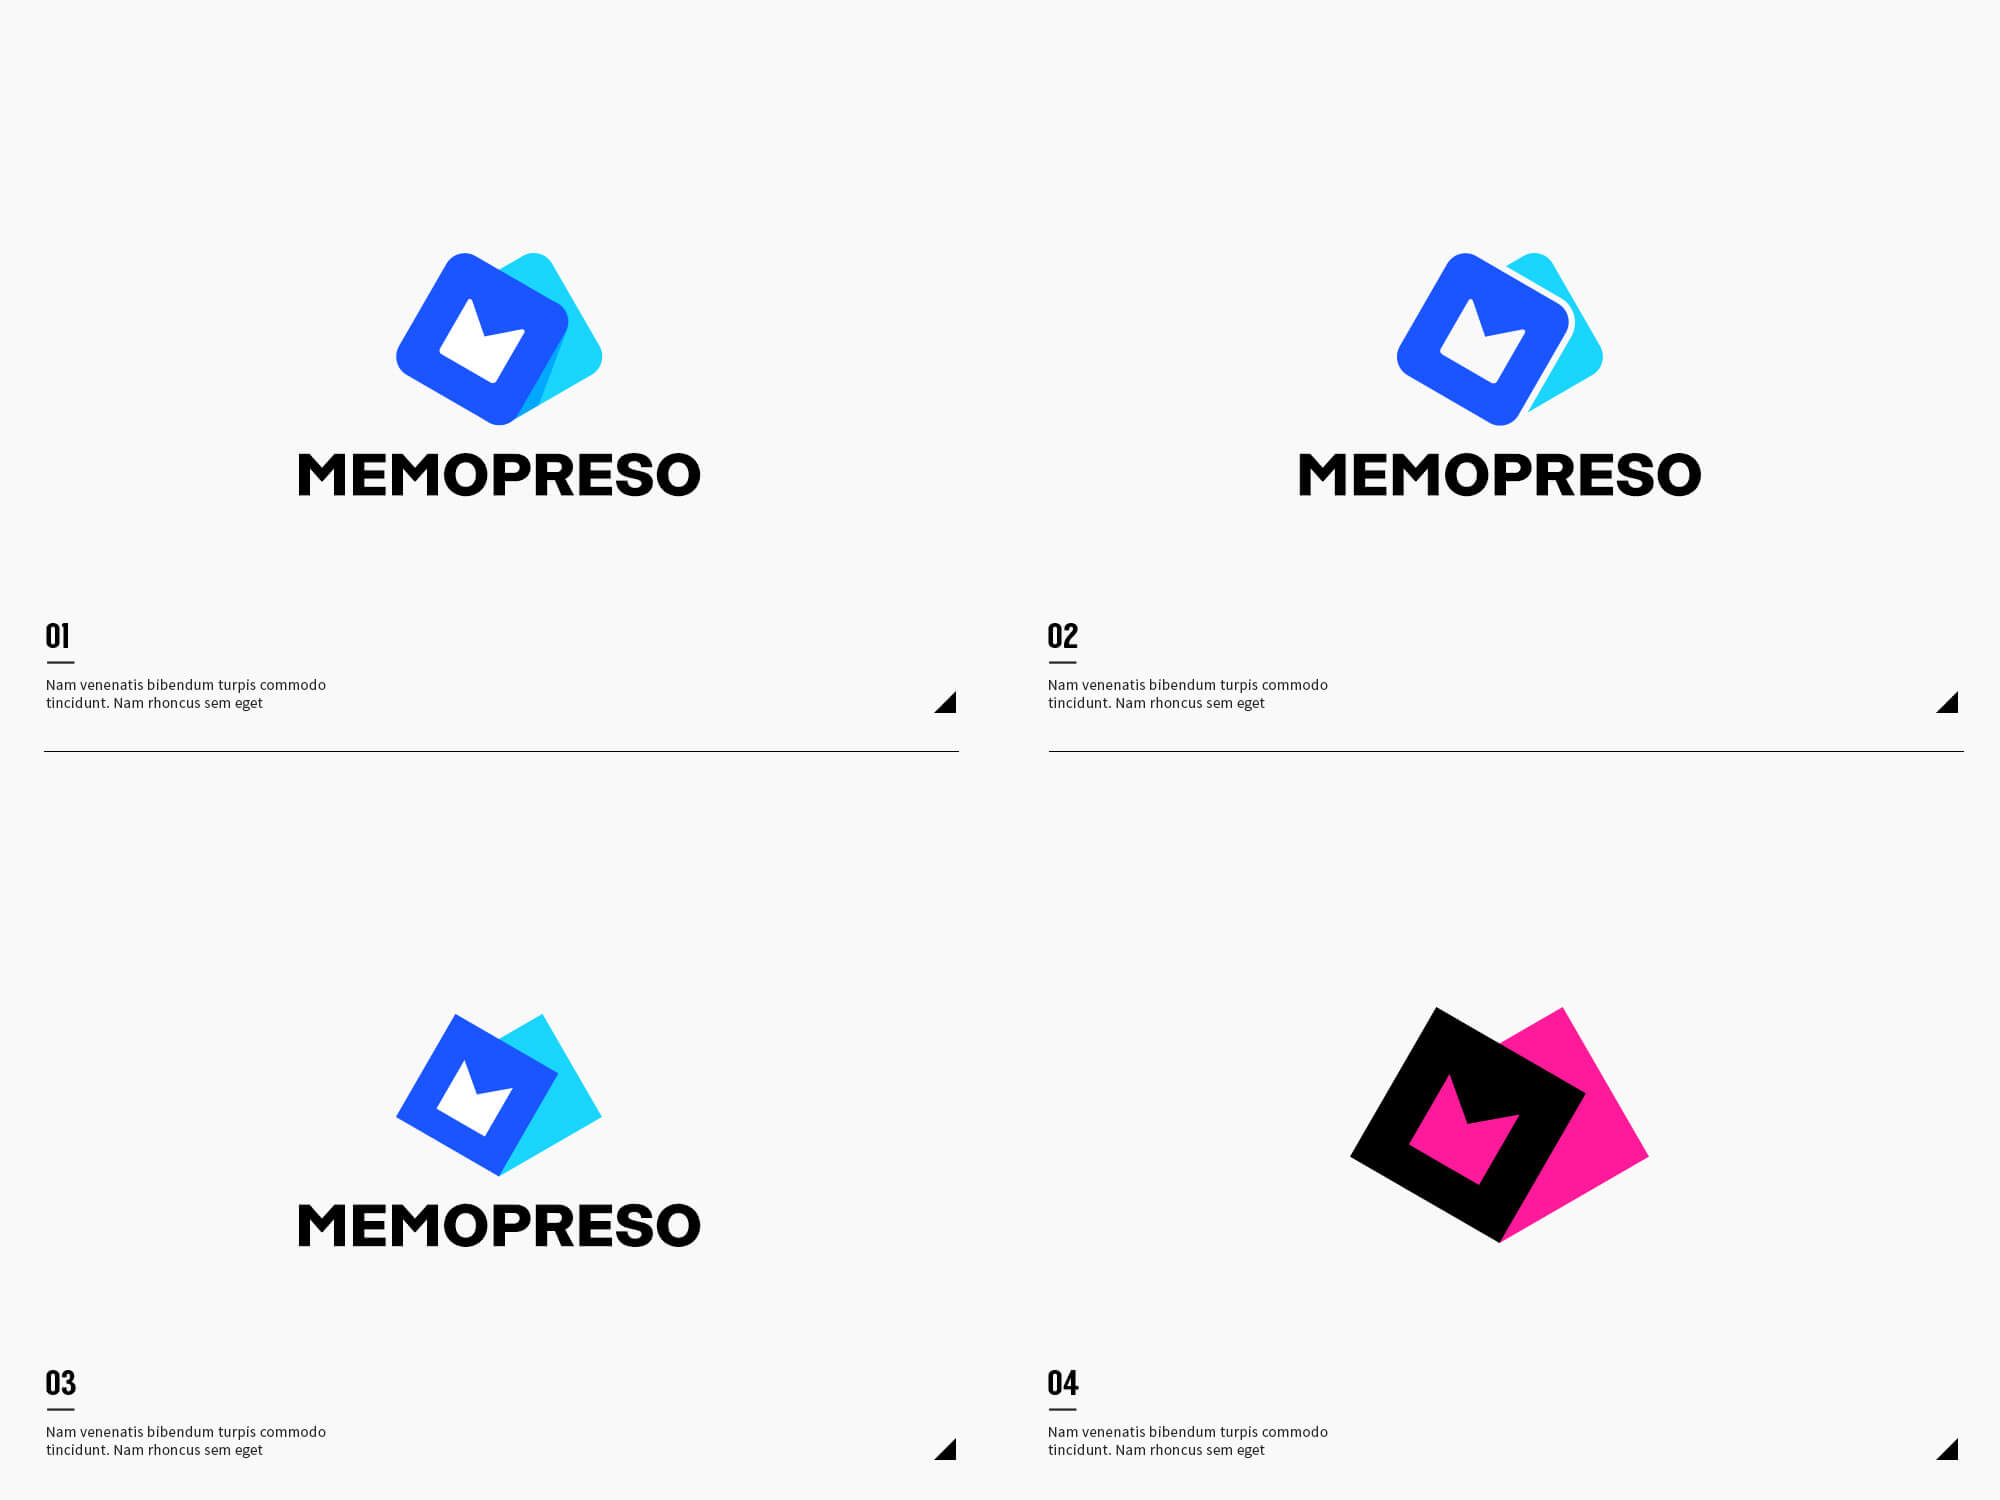 MEMOPRESO
01
Nam venenatis bibendum turpis commodo
tincidunt. Nam rhoncus sem eget
MEMOPRESO
02
Nam venenatis bibendum turpis commodo
tincidunt. Nam rhoncus sem eget
MEMOPRESO
03
Nam venenatis bibendum turpis commodo
tincidunt. Nam rhoncus sem eget
04
Nam venenatis bibendum turpis commodo
tincidunt. Nam rhoncus sem eget